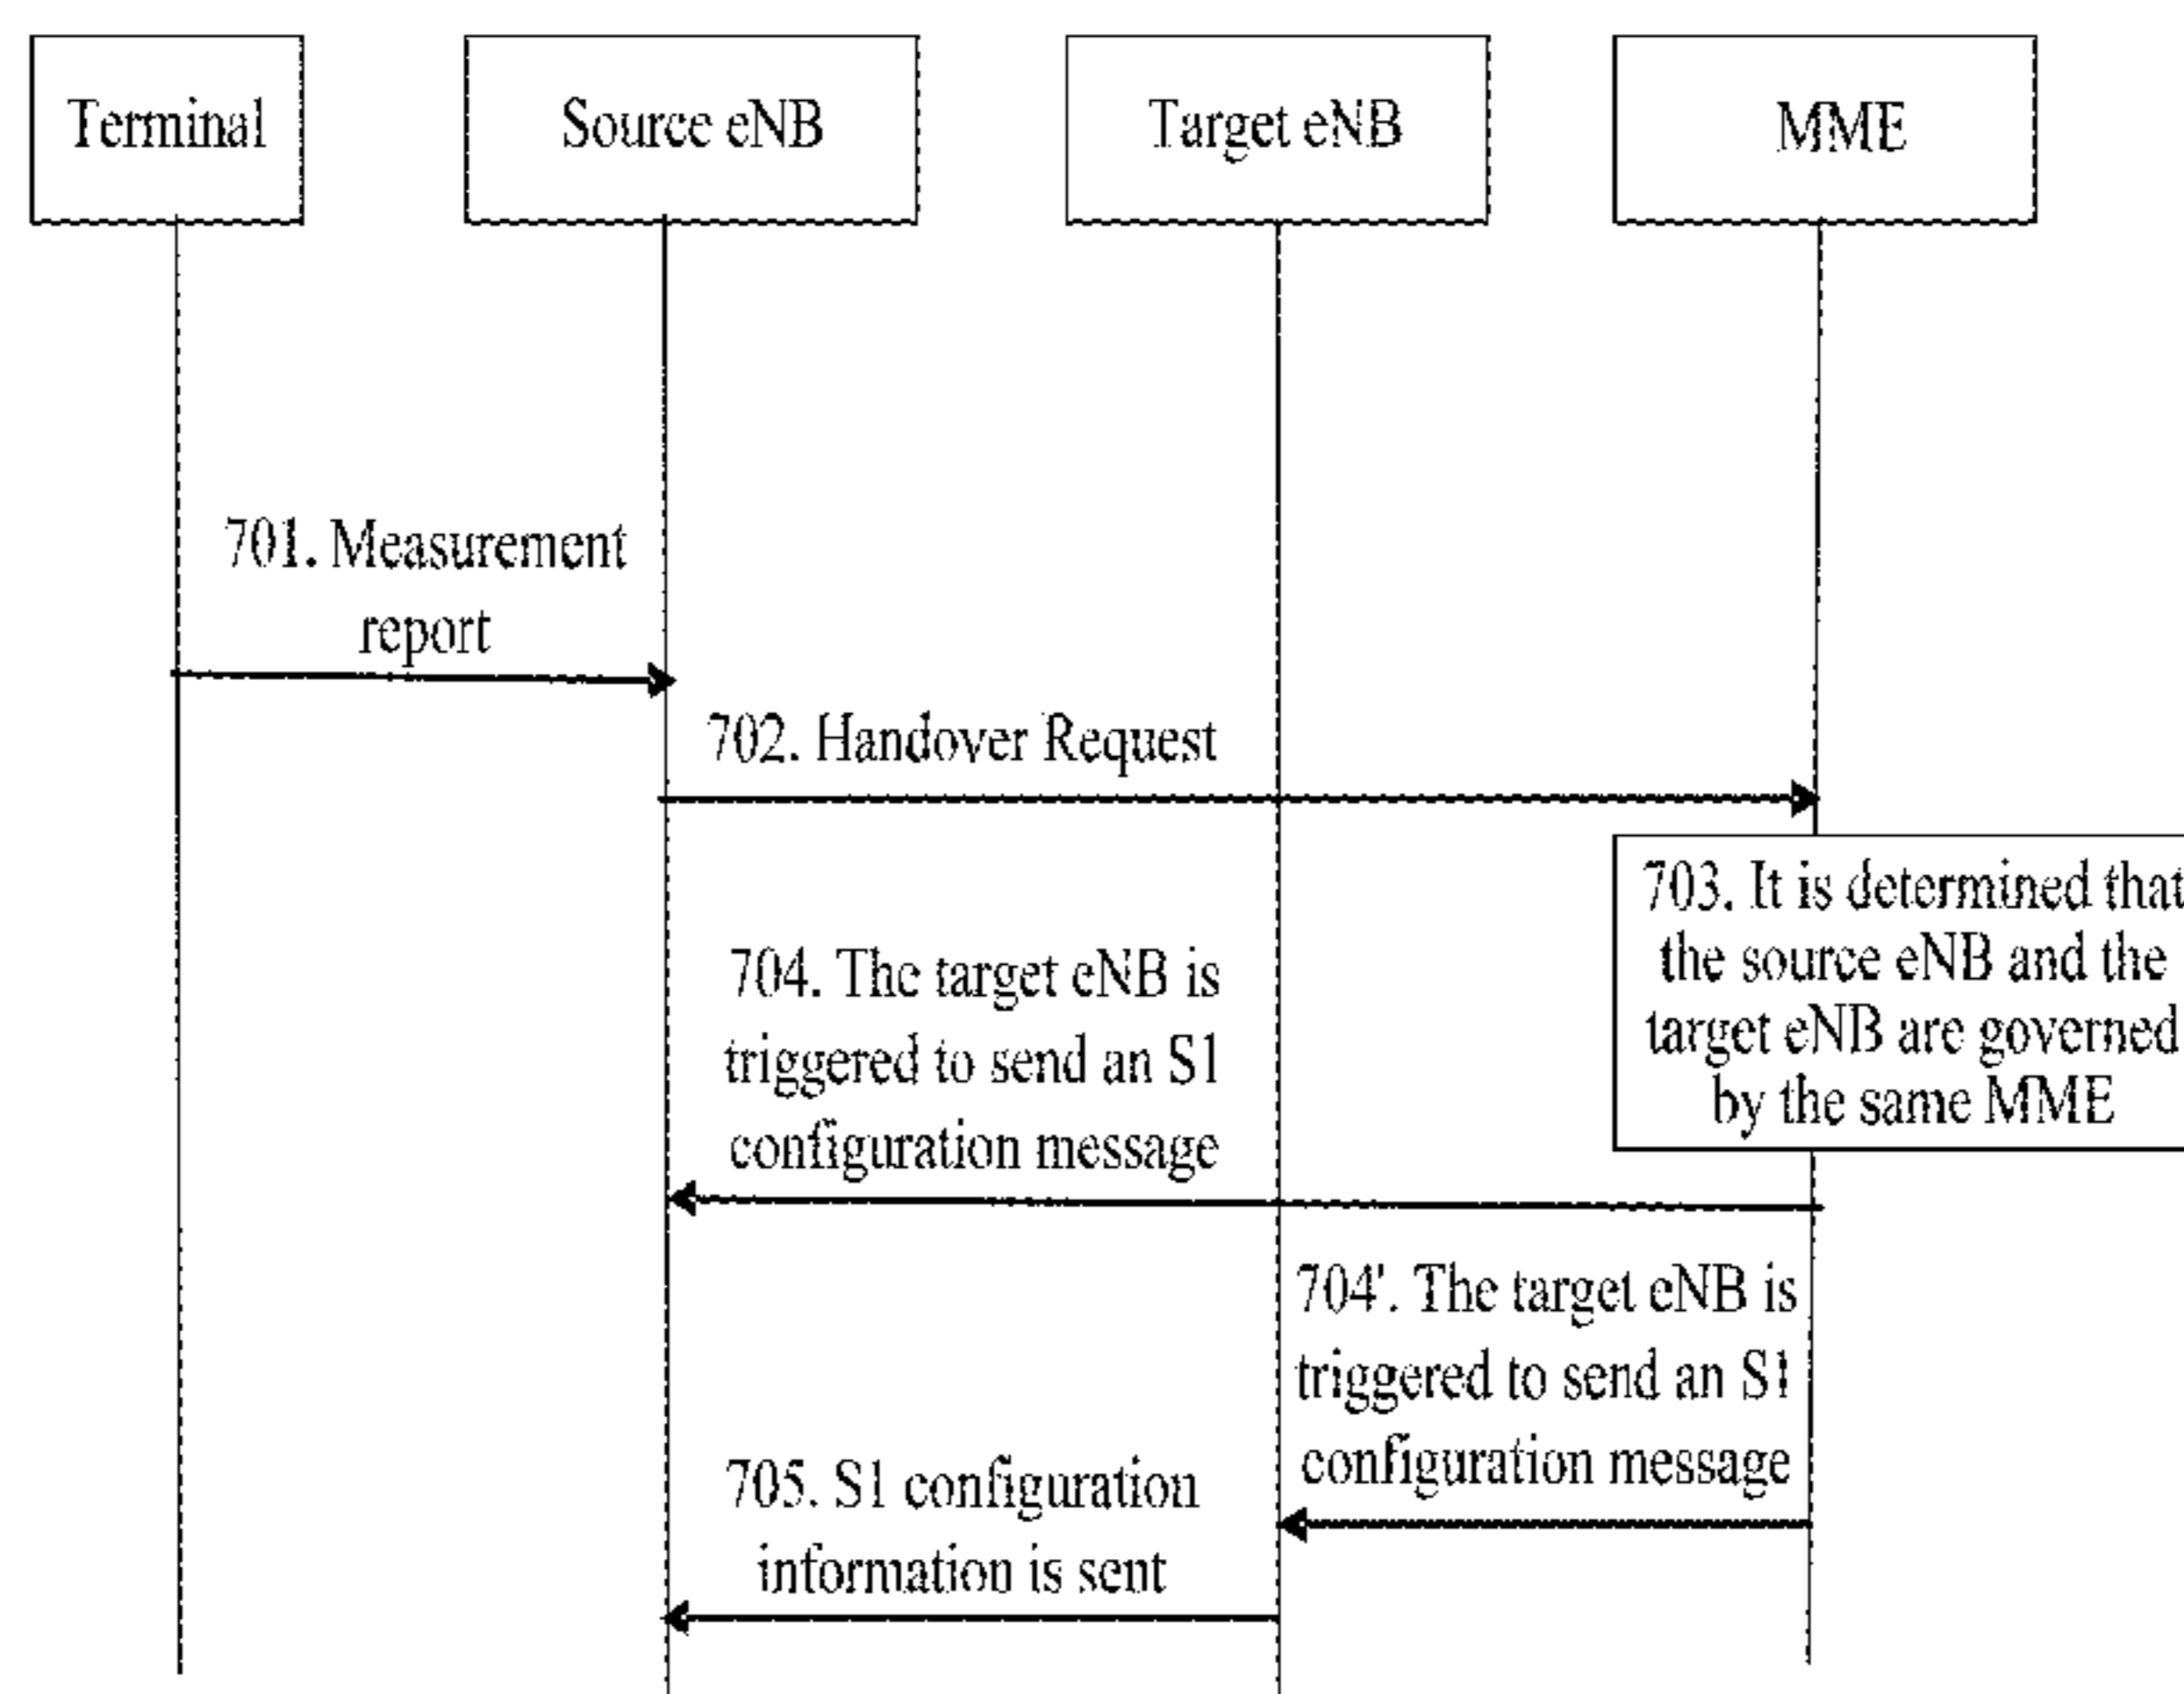 Terminal
Source eNB
Target eNB
MME
701. Measurement
report
702. Handover Request
703. It is determined that
the source eNB and the
target eNB are governed
by the same MME
704. The target eNB is
triggered to send an S1
configuration message
704'. The target eNB is
triggered to send an S1
configuration message
705. S1 configuration
information is sent